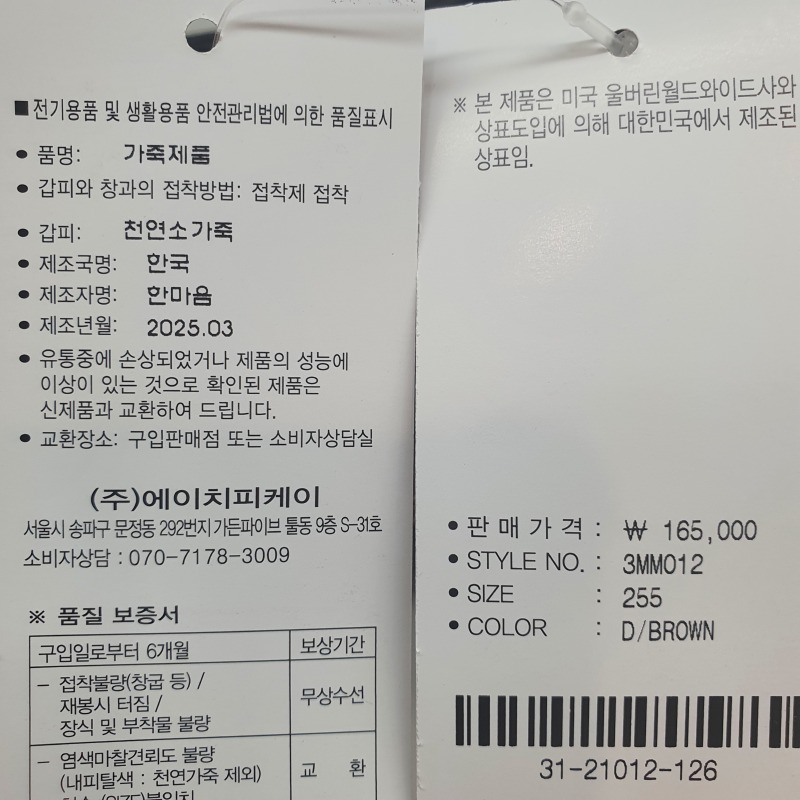 ■ 전기용품 및 생활용품 안전관리법에 의한 품질표시
• 품명: 가죽제품
• 갑피와 창과의 접착방법: 접착제 접착
• 갑피: 천연소가죽
• 제조국명: 한국
• 제조자명: 한마음
• 제조년월: 2025.03
• 유통중에 손상되었거나 제품의 성능에
이상이 있는 것으로 확인된 제품은
신제품과 교환하여 드립니다.
• 교환장소: 구입판매점 또는 소비자상담실
(주)에이치피케이
서울시 송파구 문정동 292번지 가든파이브 툴동 9층 S-31호
소비자상담 : 070-7178-3009
※ 품질 보증서
구입일로부터 6개월 보상기간
- 접착불량(창굽 등) /
재봉시 터짐 /
장식 및 부착물 불량
무상수선
- 염색마찰견뢰도 불량
(내피탈색 : 천연가죽 제외)
교 환
※ 본 제품은 미국 울버린월드와이드사와
상표도입에 의해 대한민국에서 제조된
상표임.
• 판매가격 : ₩ 165,000
• STYLE NO. : 3MM012
• SIZE : 255
• COLOR : D/BROWN
31-21012-126